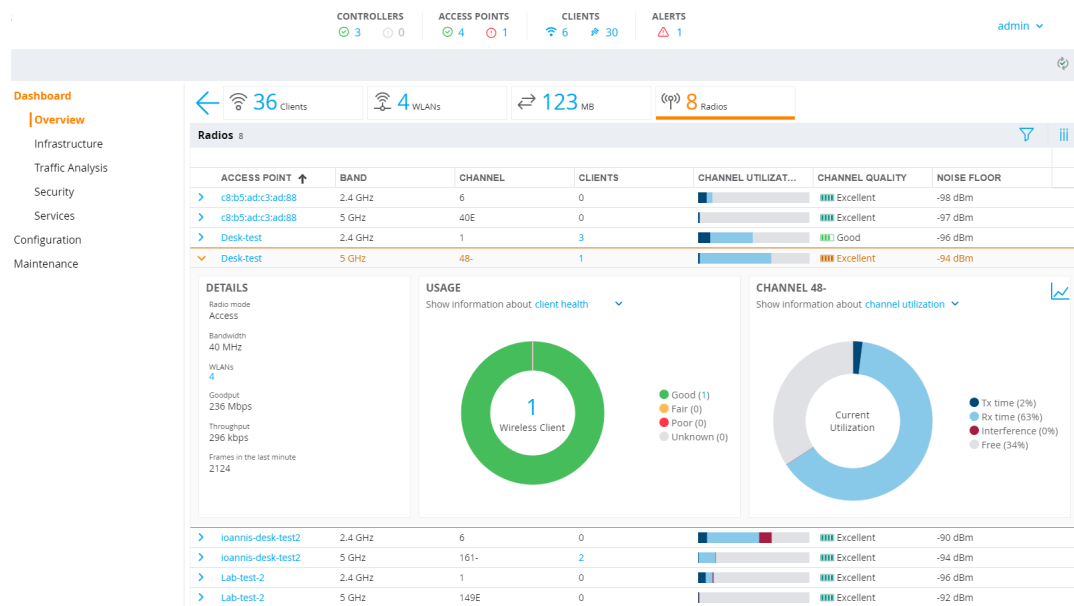 CONTROLLERS ACCESS POINTS CLIENTS ALERTS
3 0 4 1 6 30 1
admin
Dashboard
Overview
Infrastructure
Traffic Analysis
Security
Services
Configuration
Maintenance
36 Clients 4 WLANs 123 MB 8 Radios
Radios 8
ACCESS POINT BAND CHANNEL CLIENTS CHANNEL UTILIZAT... CHANNEL QUALITY NOISE FLOOR
c8:b5:ad:c3:ad:88 2.4 GHz 6 0 Excellent -98 dBm
c8:b5:ad:c3:ad:88 5 GHz 40E 0 Excellent -97 dBm
Desk-test 2.4 GHz 1 3 Good -96 dBm
Desk-test 5 GHz 48- 1 Excellent -94 dBm
DETAILS
Radio mode
Access
Bandwidth
40 MHz
WLANs
4
Goodput
236 Mbps
Throughput
296 kbps
Frames in the last minute
2124
USAGE
Show information about client health
1
Wireless Client
Good (1)
Fair (0)
Poor (0)
Unknown (0)
CHANNEL 48-
Show information about channel utilization
Current
Utilization
Tx time (2%)
Rx time (63%)
Interference (0%)
Free (34%)
ioannis-desk-test2 2.4 GHz 6 0 Excellent -90 dBm
ioannis-desk-test2 5 GHz 161- 2 Excellent -94 dBm
Lab-test-2 2.4 GHz 1 0 Excellent -96 dBm
Lab-test-2 5 GHz 149E 0 Excellent -92 dBm